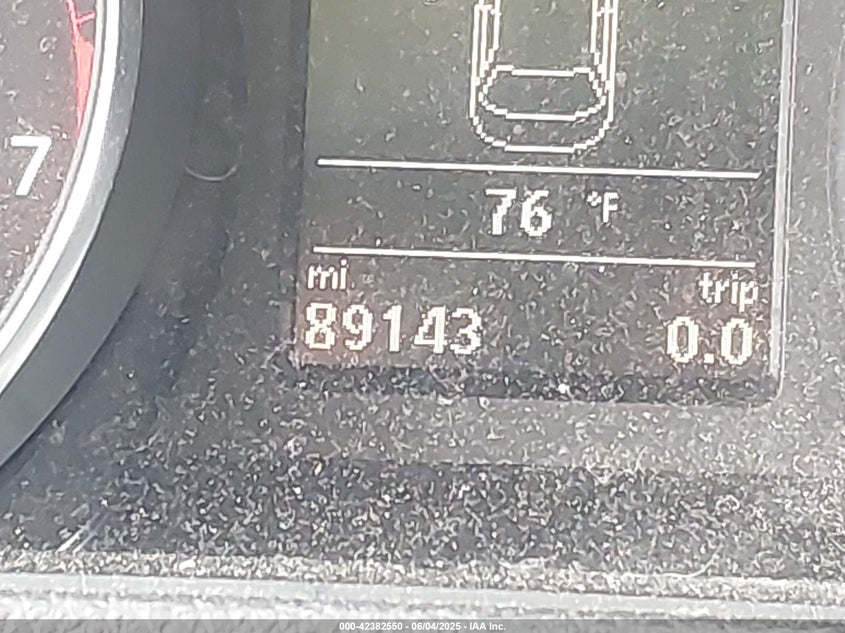 7
76 °F
mi trip
89143 0.0
000-42382550 - 06/04/2025 - IAA Inc.